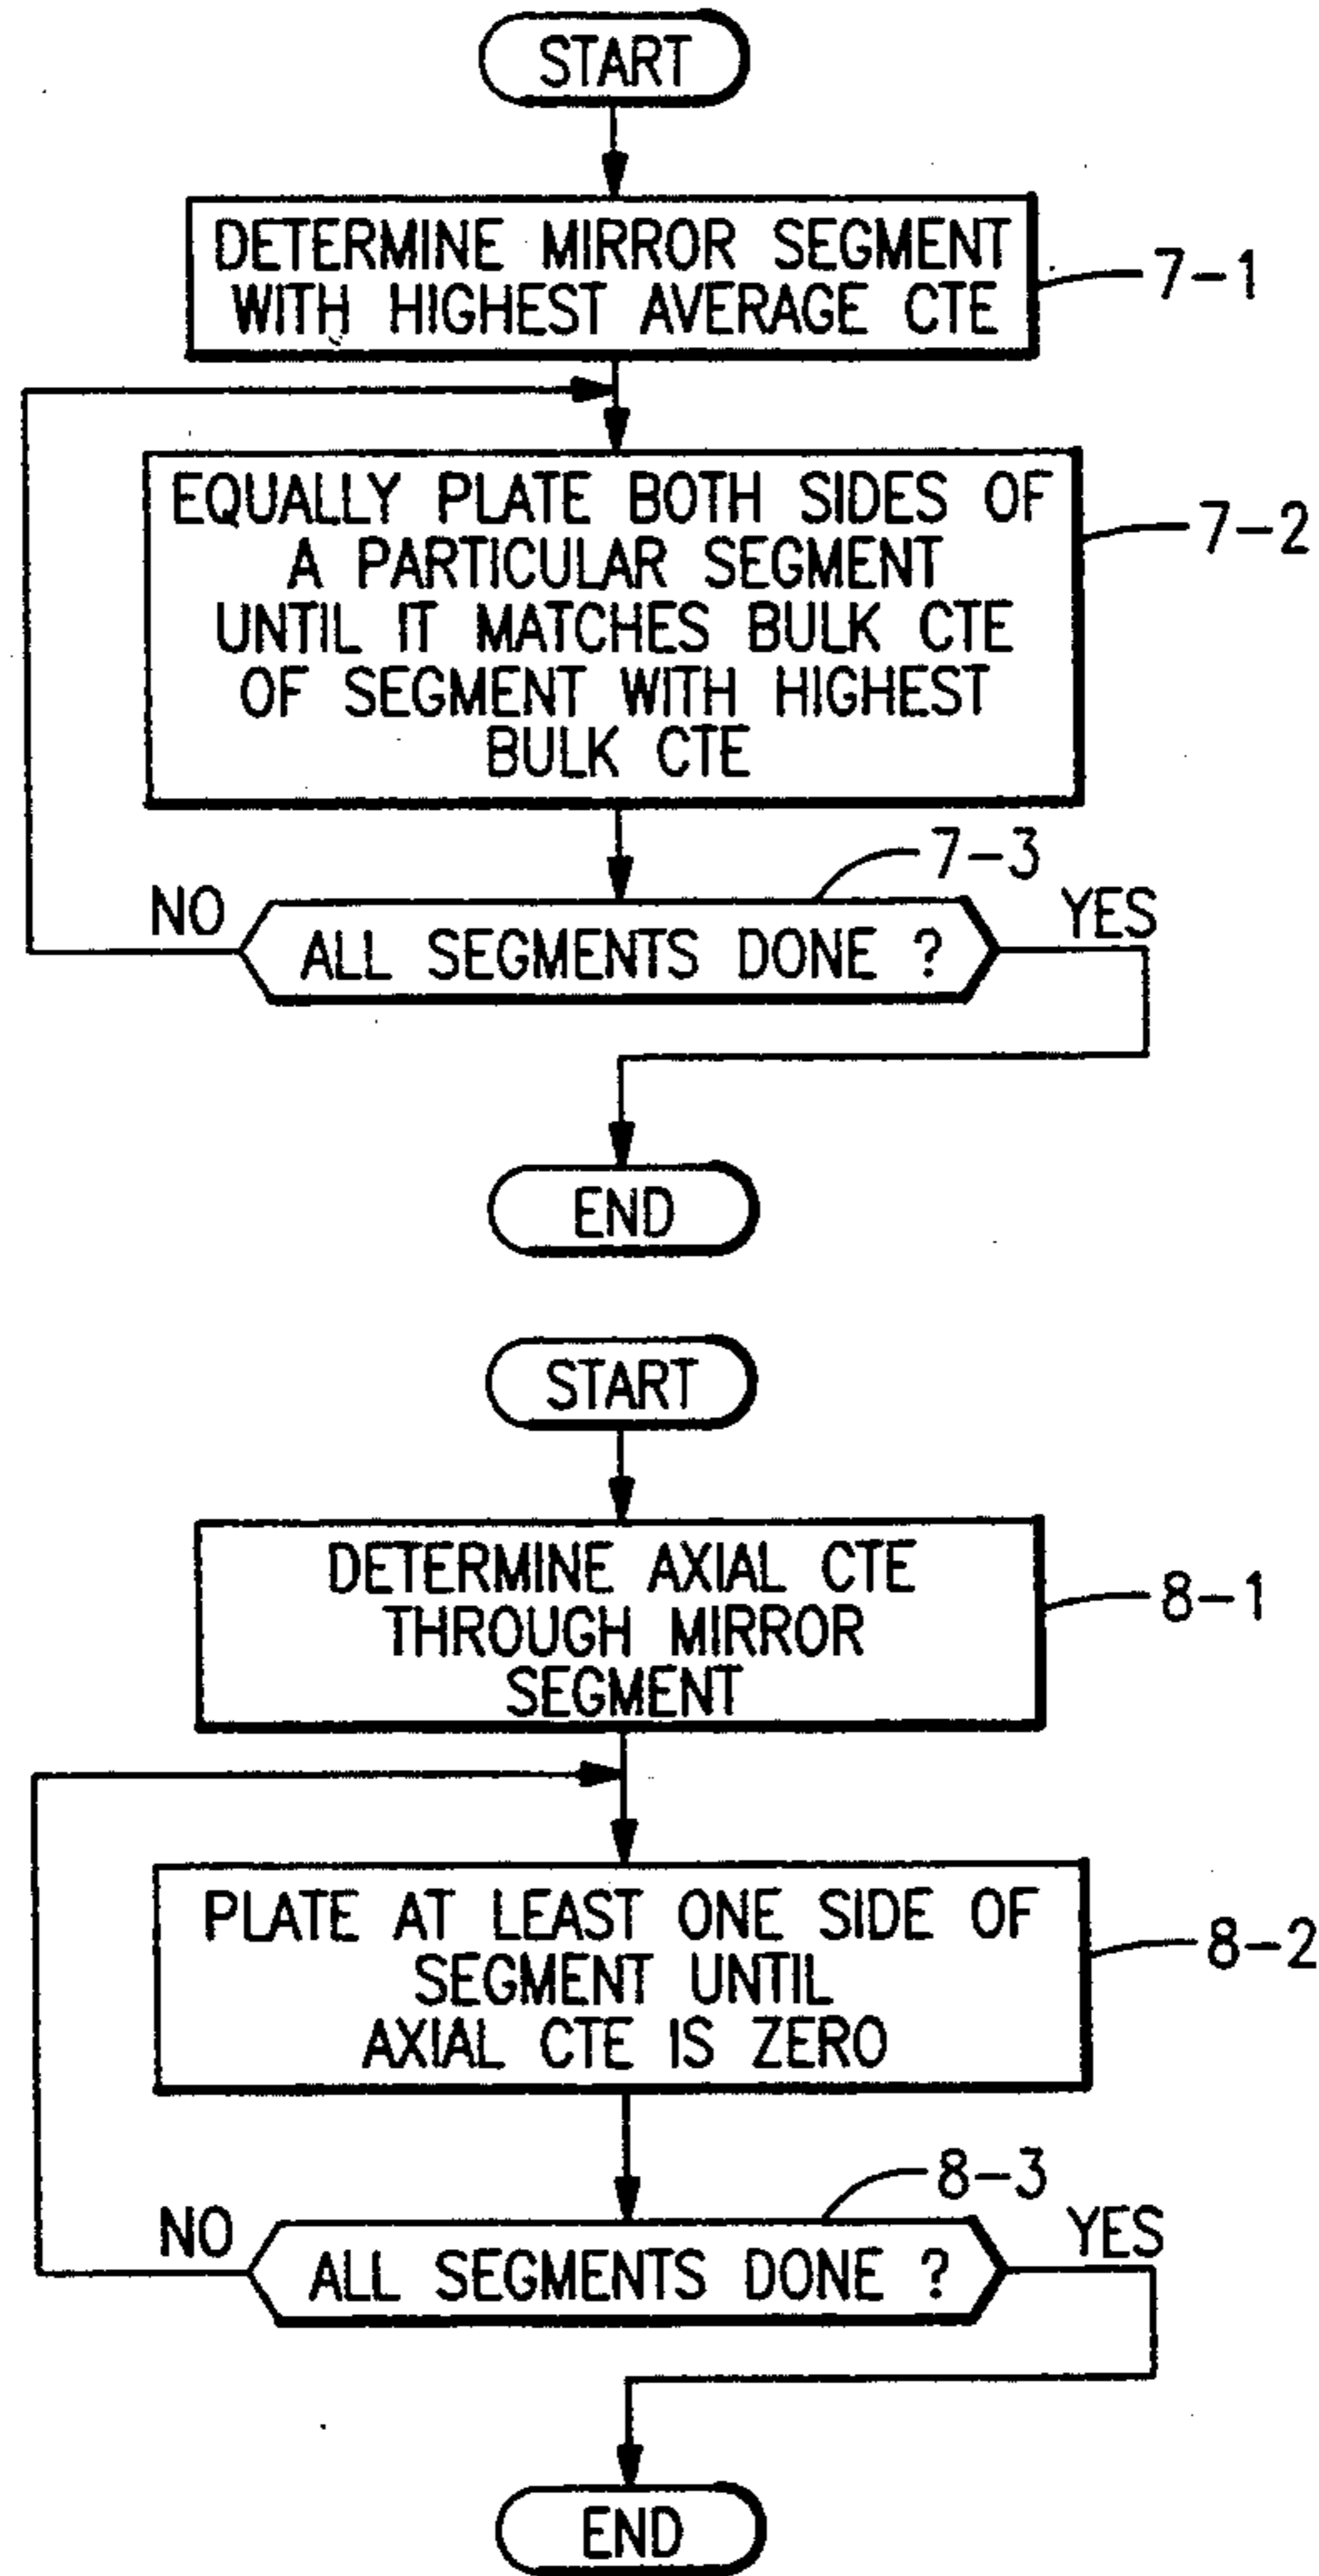 START
DETERMINE MIRROR SEGMENT
WITH HIGHEST AVERAGE CTE
7-1
EQUALLY PLATE BOTH SIDES OF
A PARTICULAR SEGMENT
UNTIL IT MATCHES BULK CTE
OF SEGMENT WITH HIGHEST
BULK CTE
7-2
7-3
NO
ALL SEGMENTS DONE ?
YES
END
START
DETERMINE AXIAL CTE
THROUGH MIRROR
SEGMENT
8-1
PLATE AT LEAST ONE SIDE OF
SEGMENT UNTIL
AXIAL CTE IS ZERO
8-2
8-3
NO
ALL SEGMENTS DONE ?
YES
END